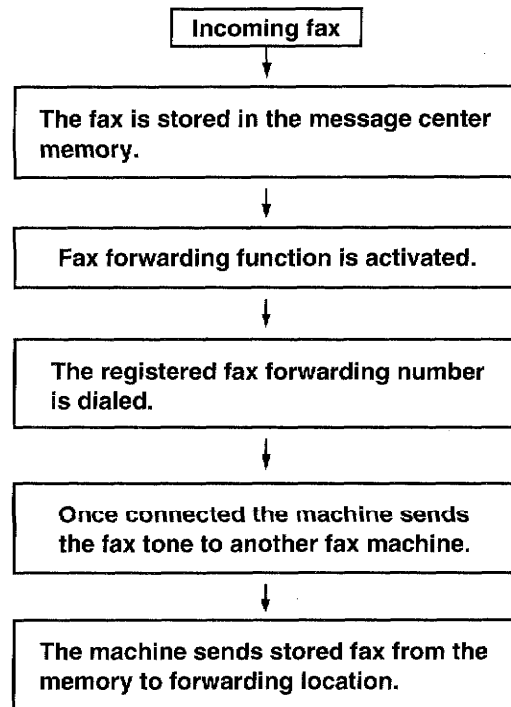 Incoming fax
The fax is stored in the message center
memory.
Fax forwarding function is activated.
The registered fax forwarding number
is dialed.
Once connected the machine sends
the fax tone to another fax machine.
The machine sends stored fax from the
memory to forwarding location.